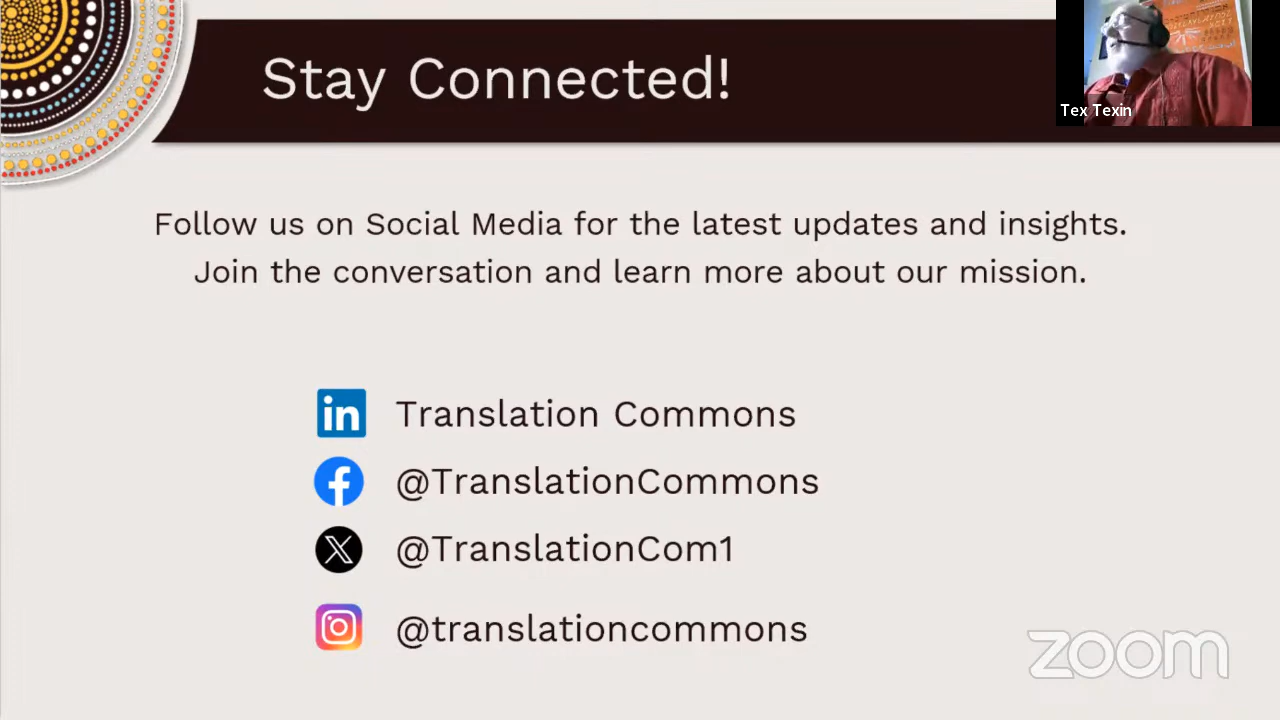 Stay Connected!
Tex Texin
Follow us on Social Media for the latest updates and insights.
Join the conversation and learn more about our mission.
in Translation Commons
@TranslationCommons
@TranslationCom1
@translationcommons
zoom